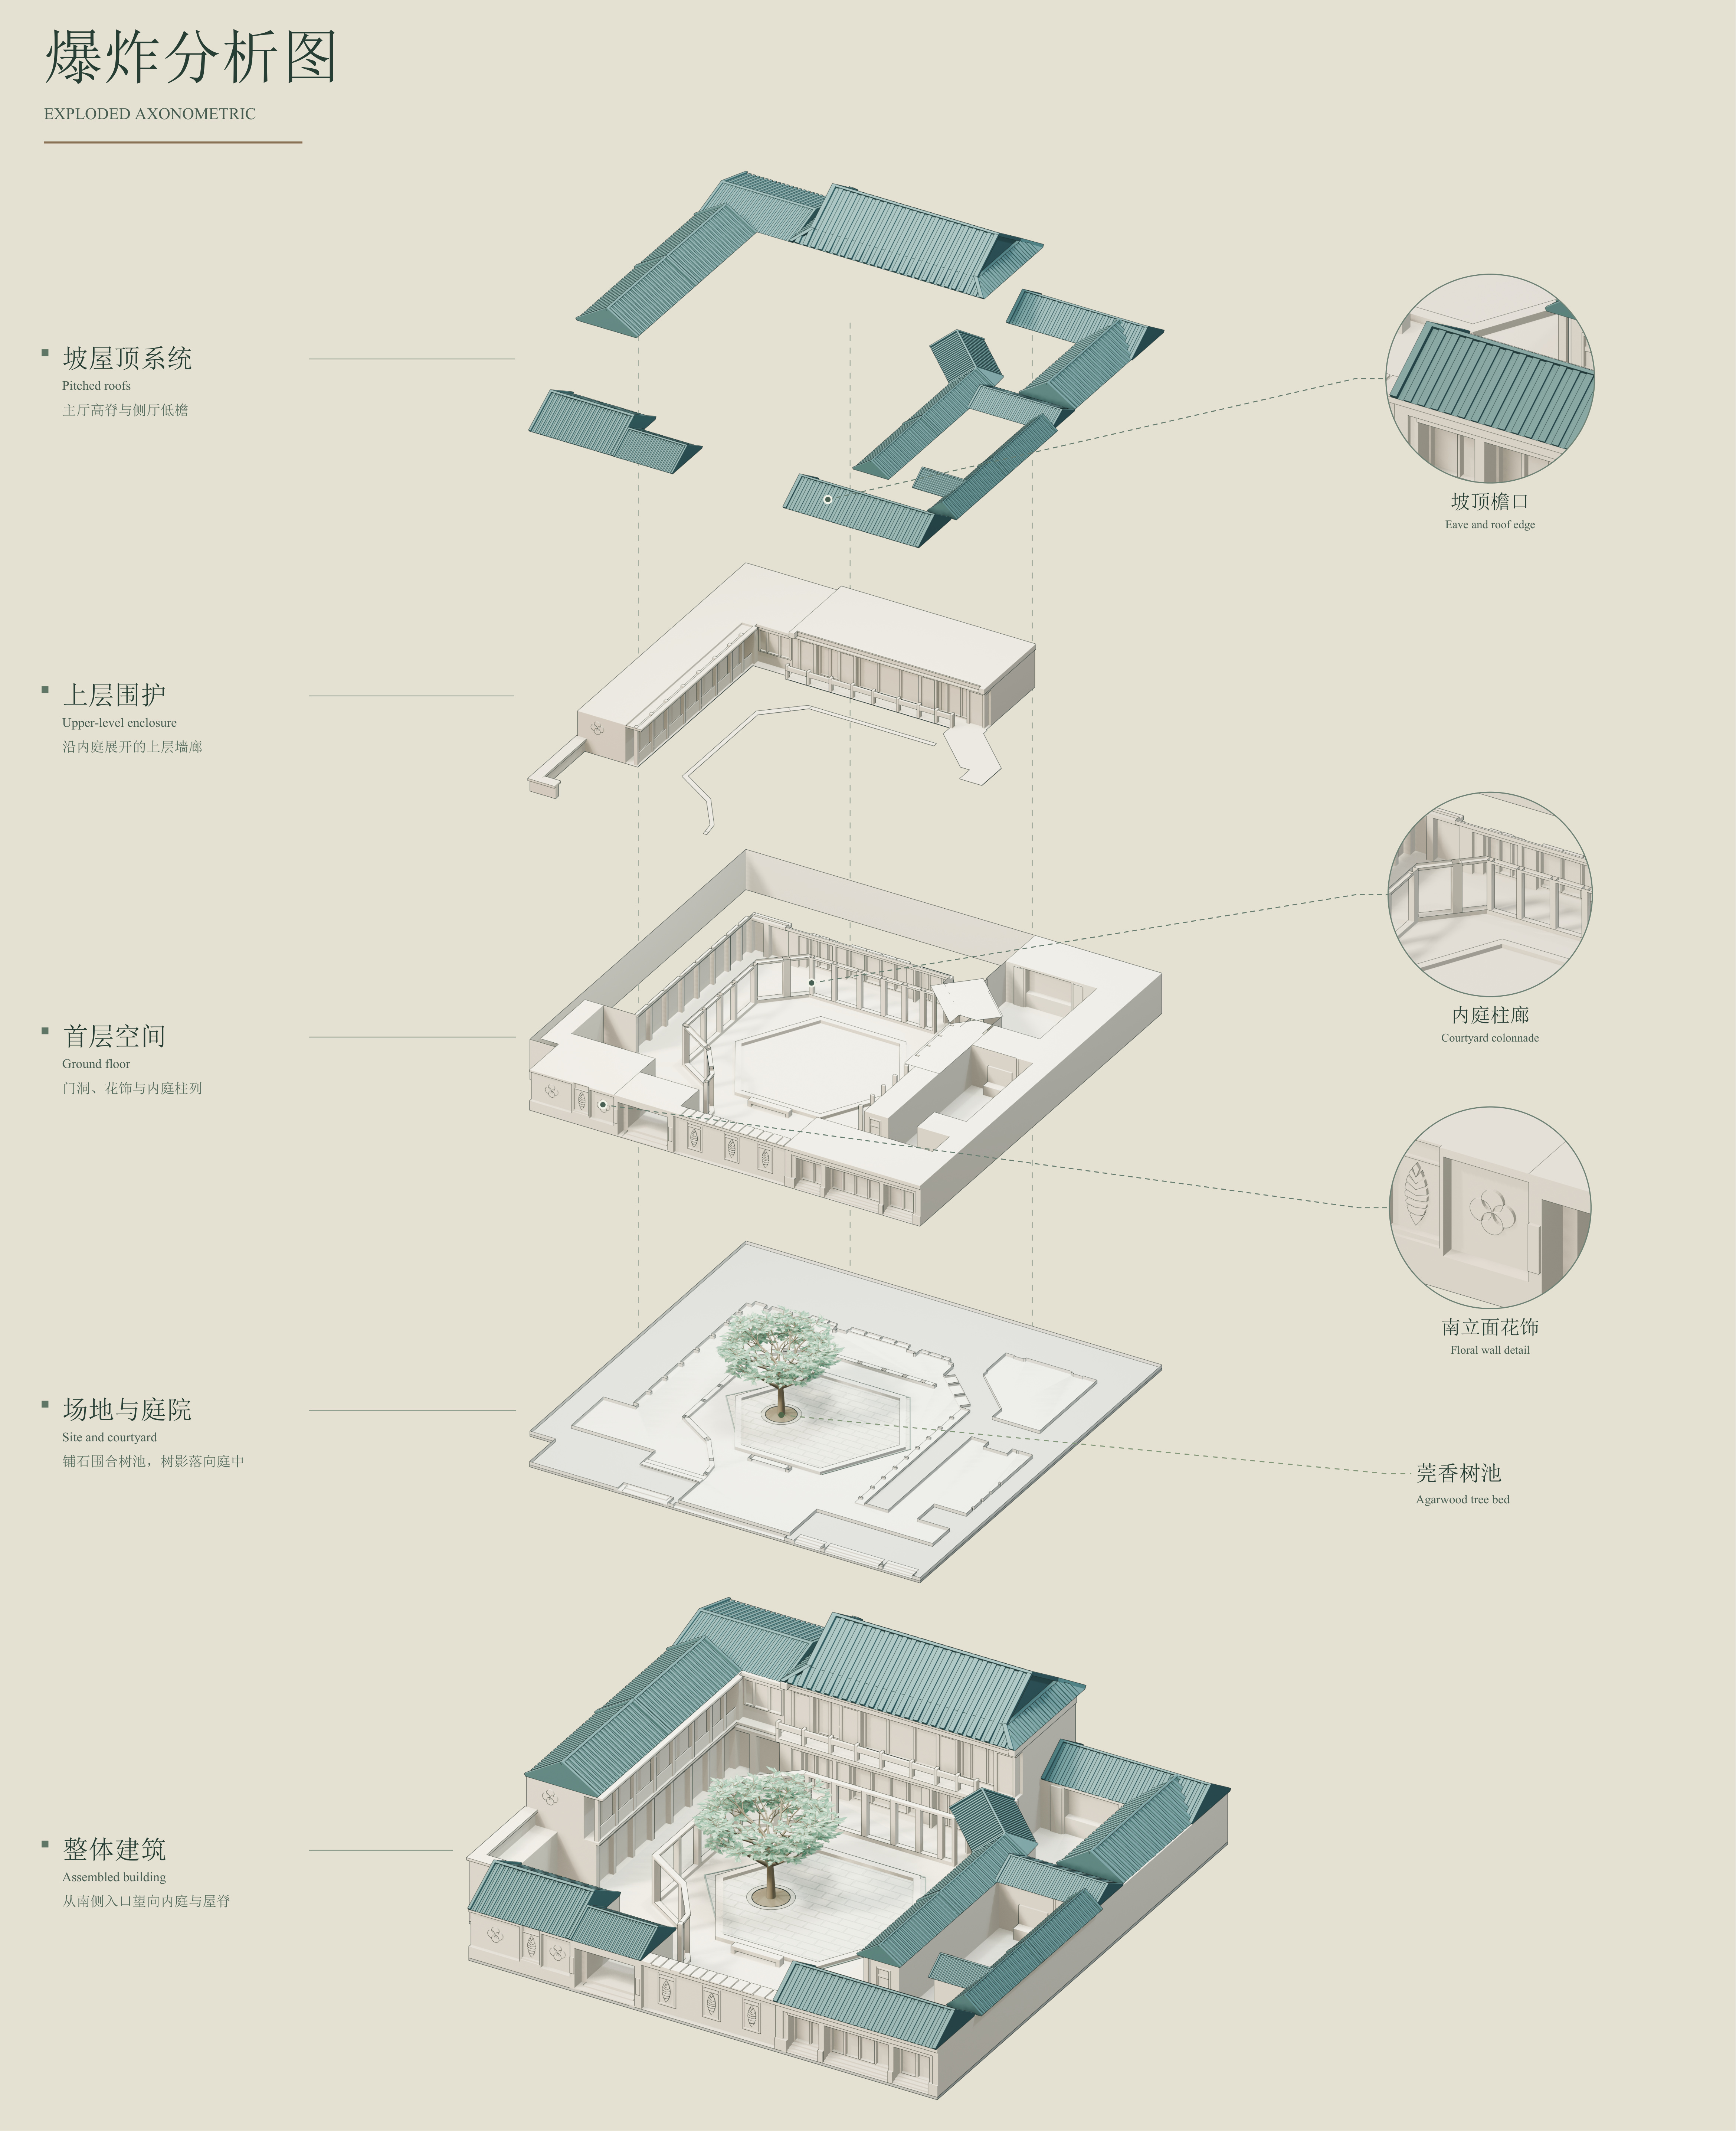 爆炸分析图
EXPLODED AXONOMETRIC
坡屋顶系统
Pitched roofs
主厅高脊与侧厅低檐
坡顶檐口
Eave and roof edge
上层围护
Upper-level enclosure
沿内庭展开的上层墙廊
首层空间
Ground floor
门洞、花饰与内庭柱列
内庭柱廊
Courtyard colonnade
南立面花饰
Floral wall detail
场地与庭院
Site and courtyard
铺石围合树池，树影落向庭中
莞香树池
Agarwood tree bed
整体建筑
Assembled building
从南侧入口望向内庭与屋脊